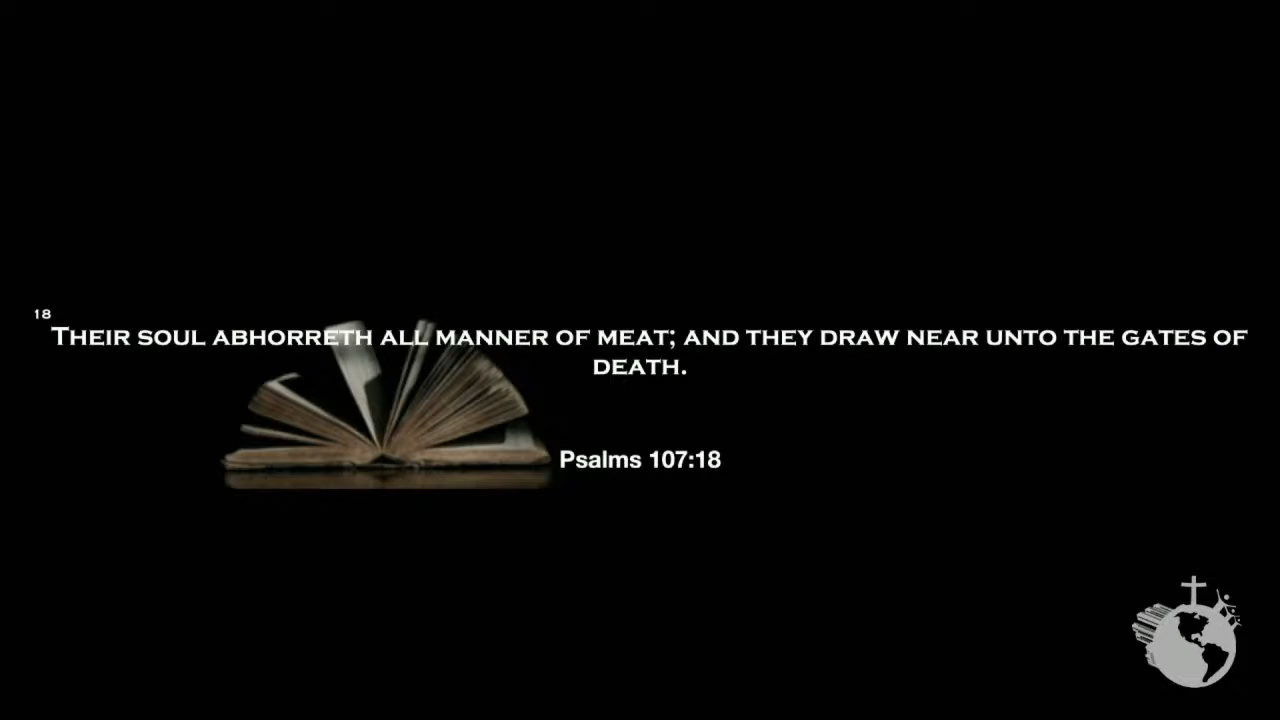 18
Their soul abhorreth all manner of meat; and they draw near unto the gates of
death.
Psalms 107:18